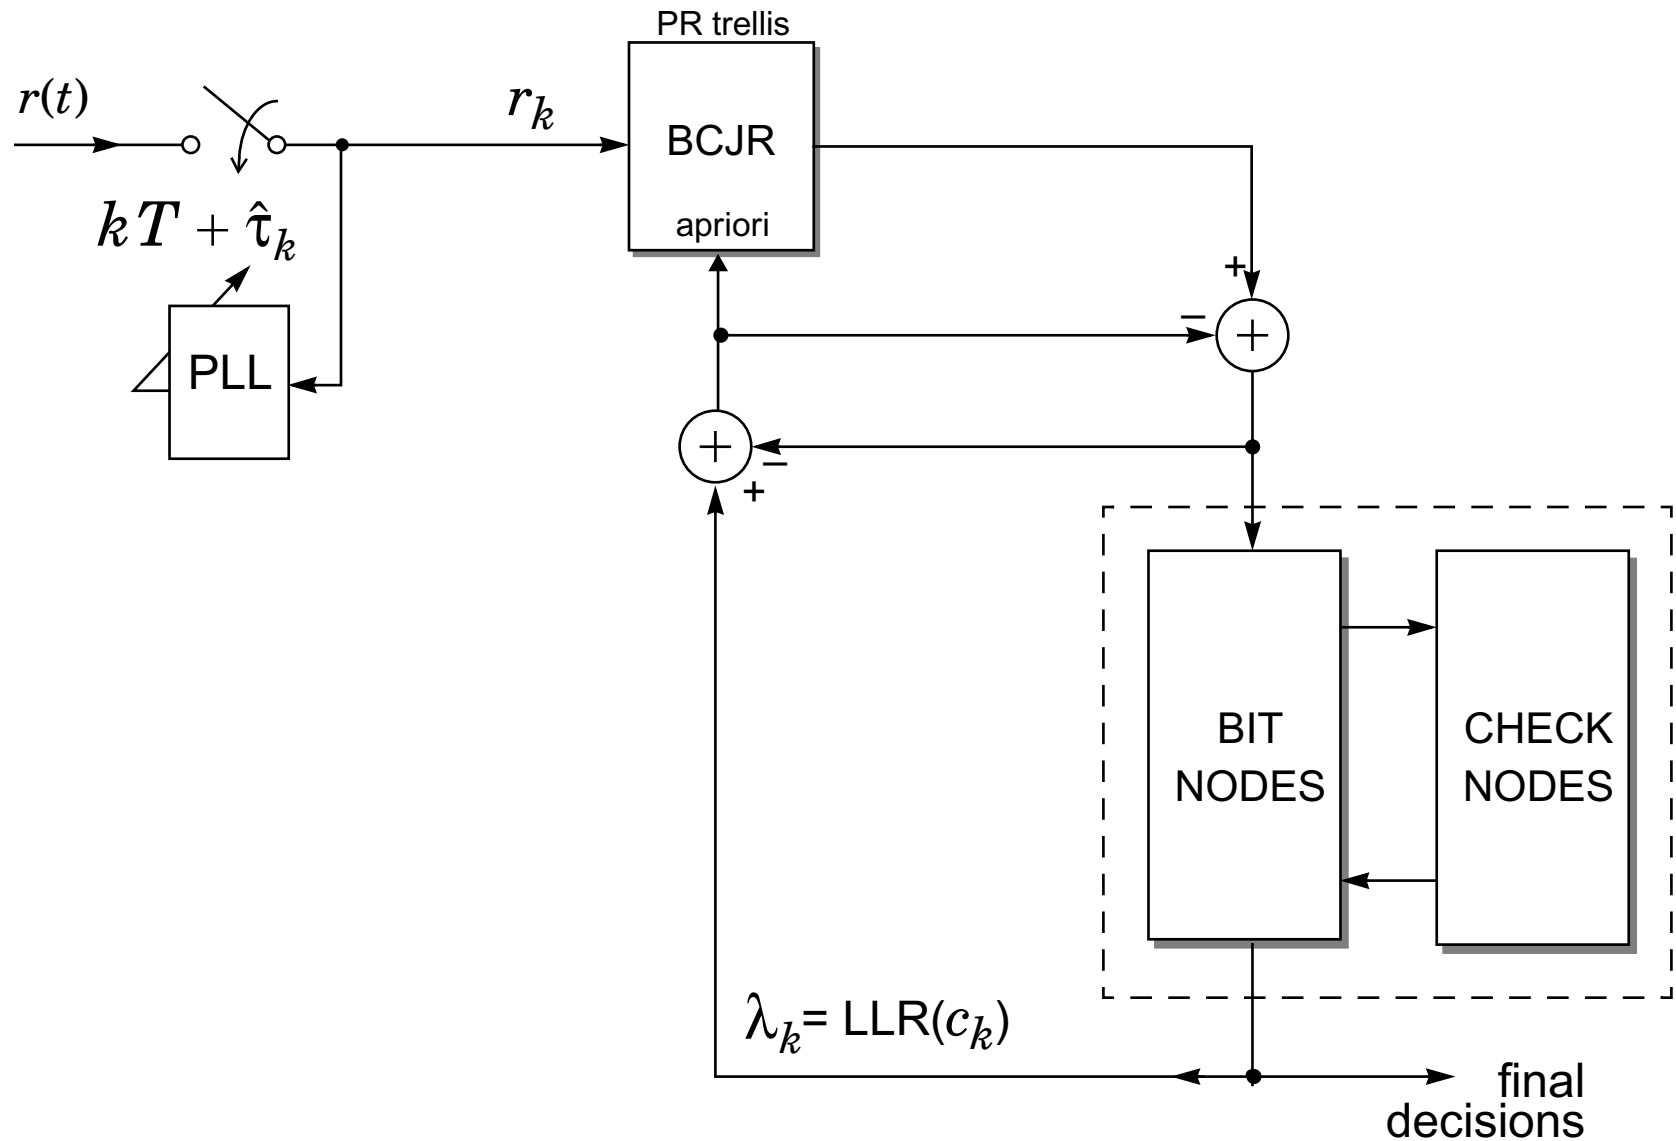 PR trellis
r(t)
r_k
BCJR
apriori
kT + τ̂_k
+
−
+
PLL
+
−
+
BIT
NODES
CHECK
NODES
λ_k= LLR(c_k)
final
decisions